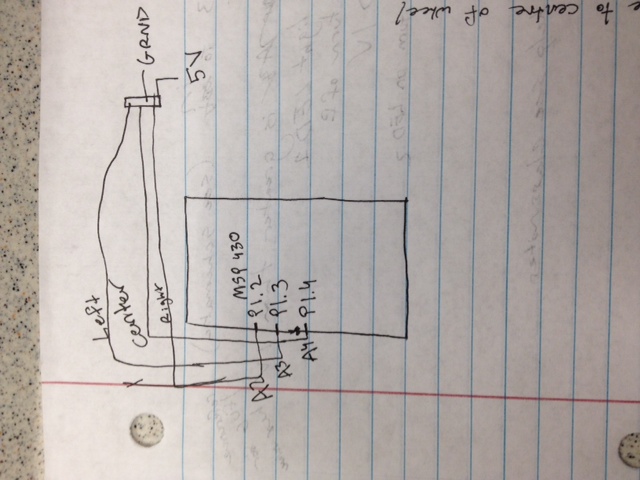 Left
Center
Right
GRND
5V
MSP 430
A2 P1.2
A3 P1.3
A4 P1.4
to centre of wheel